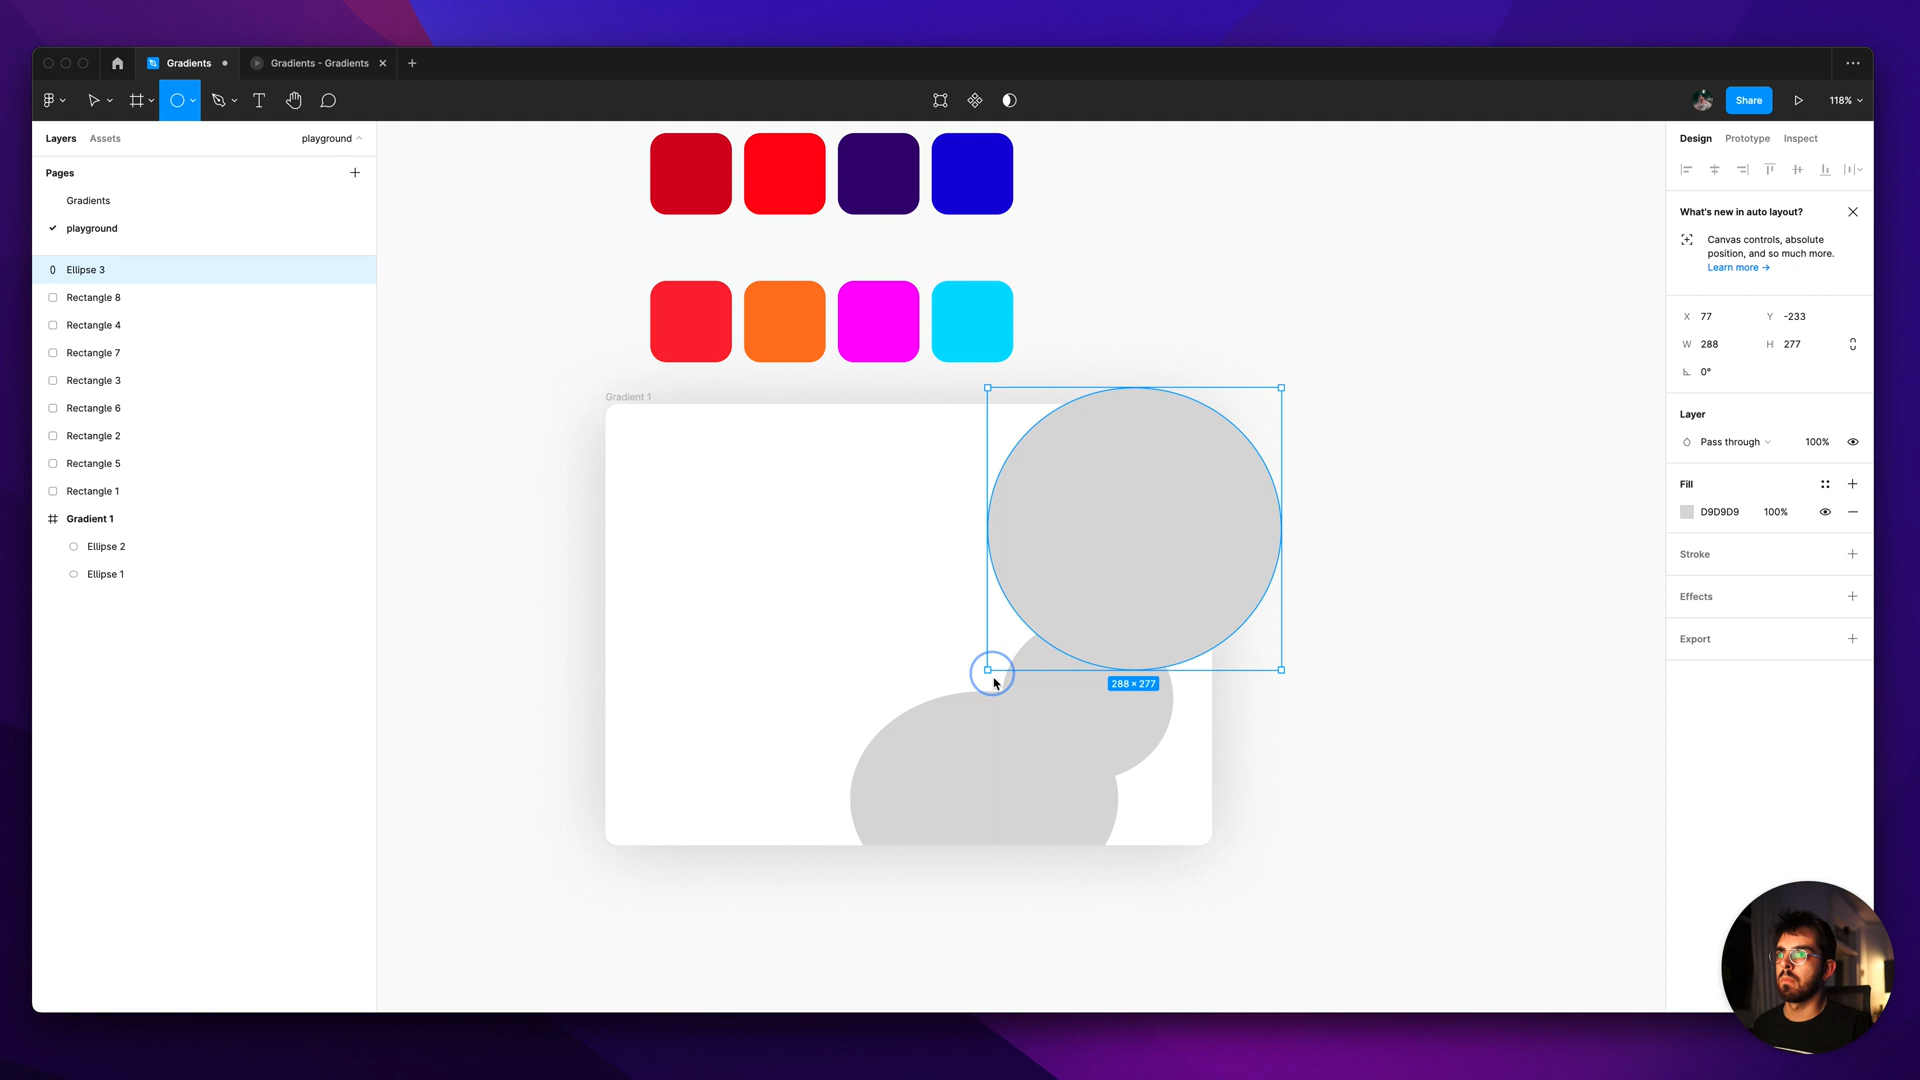 Gradients
Gradients - Gradients
Share
118%
Layers
Assets
playground
Pages
Gradients
playground
Ellipse 3
Rectangle 8
Rectangle 4
Rectangle 7
Rectangle 3
Rectangle 6
Rectangle 2
Rectangle 5
Rectangle 1
Gradient 1
Ellipse 2
Ellipse 1
Gradient 1
288 × 277
Design
Prototype
Inspect
What's new in auto layout?
Canvas controls, absolute
position, and so much more.
Learn more →
X 77
Y -233
W 288
H 277
0°
Layer
Pass through
100%
Fill
D9D9D9
100%
Stroke
Effects
Export